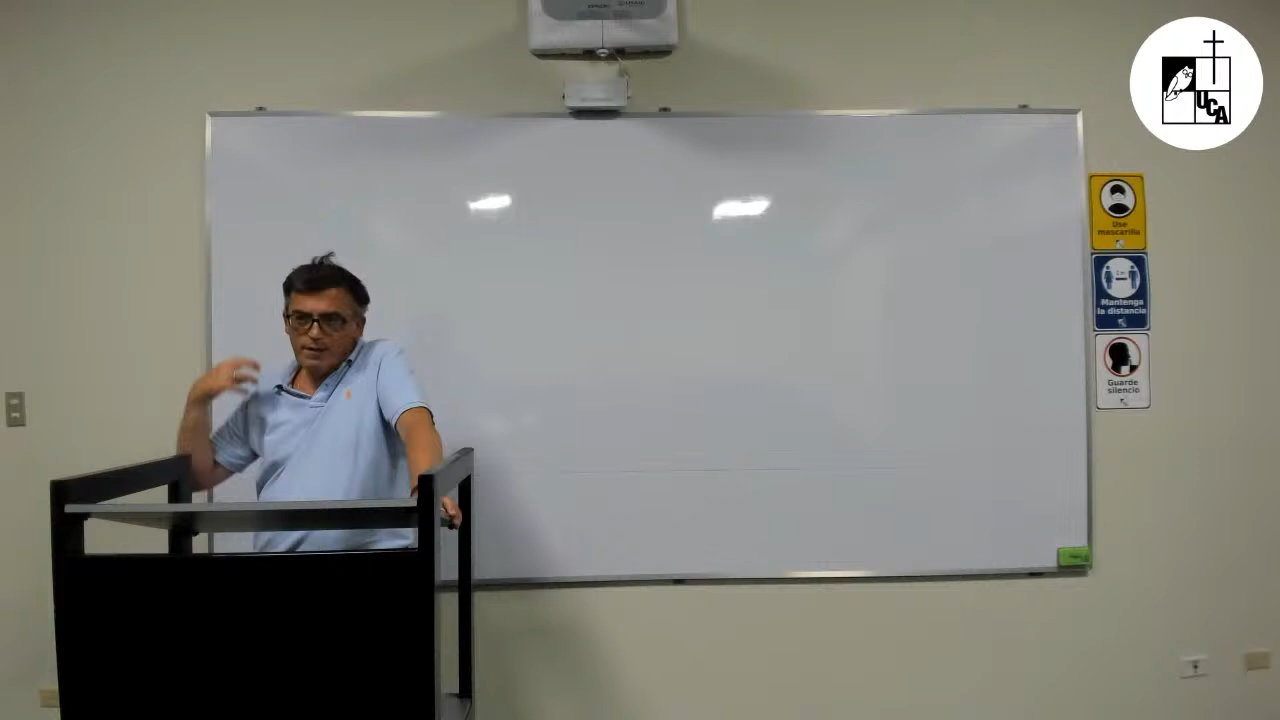 UCA
Use
mascarilla
Mantenga
la distancia
Guarde
silencio